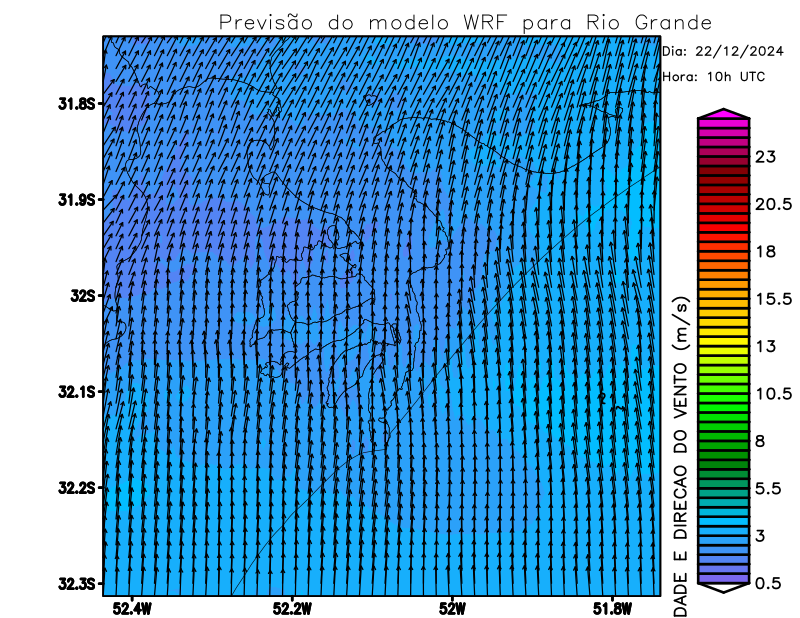 Previsão do modelo WRF para Rio Grande
Dia: 22/12/2024
Hora: 10h UTC
31.8S
31.9S
32S
32.1S
32.2S
32.3S
52.4W
52.2W
52W
51.8W
23
20.5
18
15.5
13
10.5
8
5.5
3
0.5
DADE E DIRECAO DO VENTO (m/s)